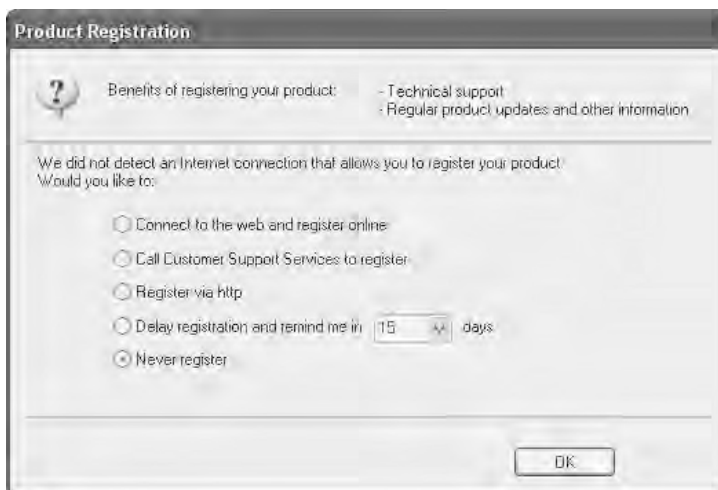 Product Registration
Benefits of registering your product:
- Technical support
- Regular product updates and other information
We did not detect an Internet connection that allows you to register your product
Would you like to:
Connect to the web and register online
Call Customer Support Services to register
Register via http
Delay registration and remind me in 15 days
Never register
OK